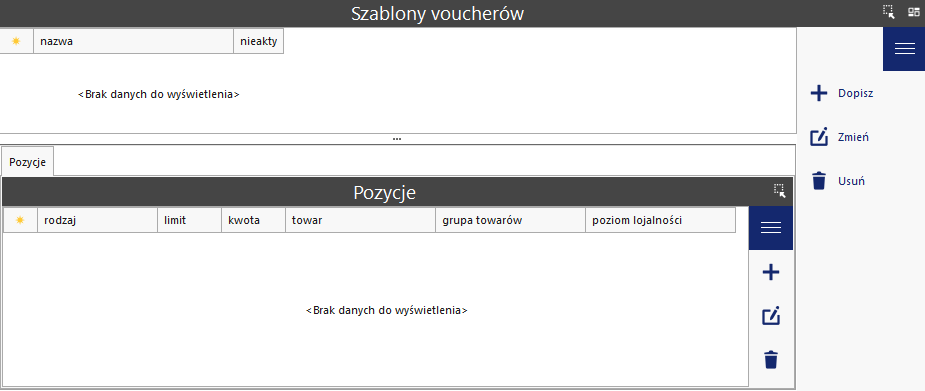 Szablony voucherów
nazwa nieakty
<Brak danych do wyświetlenia>
Dopisz
Zmień
Usuń
Pozycje
Pozycje
rodzaj limit kwota towar grupa towarów poziom lojalności
<Brak danych do wyświetlenia>